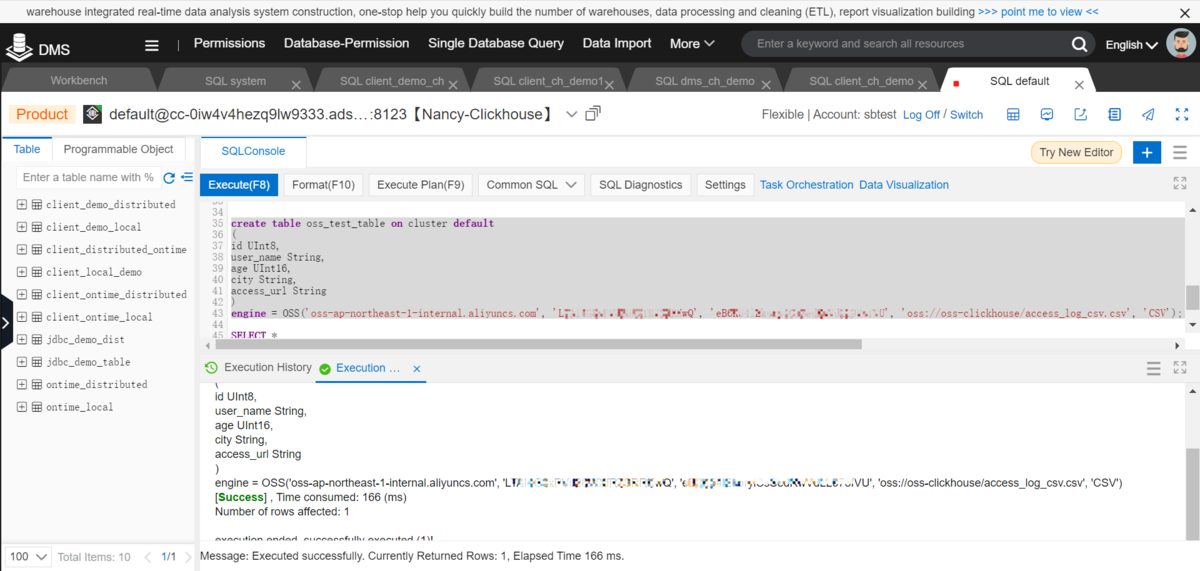 warehouse integrated real-time data analysis system construction, one-stop help you quickly build the number of warehouses, data processing and cleaning (ETL), report visualization building >>> point me to view <<
DMS | Permissions Database-Permission Single Database Query Data Import More Enter a keyword and search all resources English
Workbench SQL system SQL client_demo_ch SQL client_ch_demo1 SQL dms_ch_demo SQL client_ch_demo SQL default
Product default@cc-0iw4v4hezq9lw9333.ads...:8123【Nancy-Clickhouse】 Flexible | Account: sbtest Log Off / Switch
Table Programmable Object
SQLConsole
Try New Editor
Enter a table name with %
Execute(F8) Format(F10) Execute Plan(F9) Common SQL SQL Diagnostics Settings Task Orchestration Data Visualization
client_demo_distributed
client_demo_local
client_distributed_ontime
client_local_demo
client_ontime_distributed
client_ontime_local
jdbc_demo_dist
jdbc_demo_table
ontime_distributed
ontime_local
33
34
35 create table oss_test_table on cluster default
36 (
37 id UInt8,
38 user_name String,
39 age UInt16,
40 city String,
41 access_url String
42 )
43 engine = OSS('oss-ap-northeast-1-internal.aliyuncs.com', ' ', ' ', 'oss://oss-clickhouse/access_log_csv.csv', 'CSV');
44
45 SELECT *
Execution History Execution ...
(
id UInt8,
user_name String,
age UInt16,
city String,
access_url String
)
engine = OSS('oss-ap-northeast-1-internal.aliyuncs.com', ' ', ' ', 'oss://oss-clickhouse/access_log_csv.csv', 'CSV')
[Success] , Time consumed: 166 (ms)
Number of rows affected: 1
execution ended, successfully executed (1)!
100 Total Items: 10 1/1
Message: Executed successfully. Currently Returned Rows: 1, Elapsed Time 166 ms.